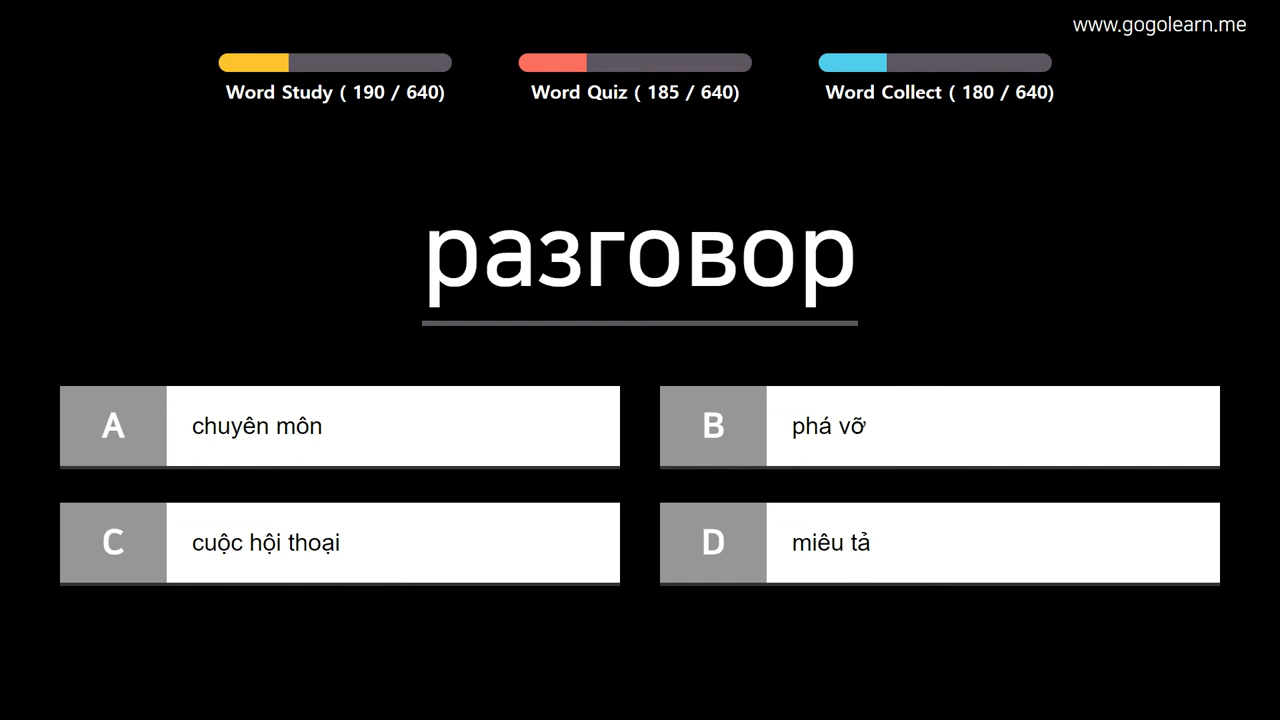 www.gogolearn.me
Word Study ( 190 / 640)
Word Quiz ( 185 / 640)
Word Collect ( 180 / 640)
разговор
A chuyên môn
B phá vỡ
C cuộc hội thoại
D miêu tả